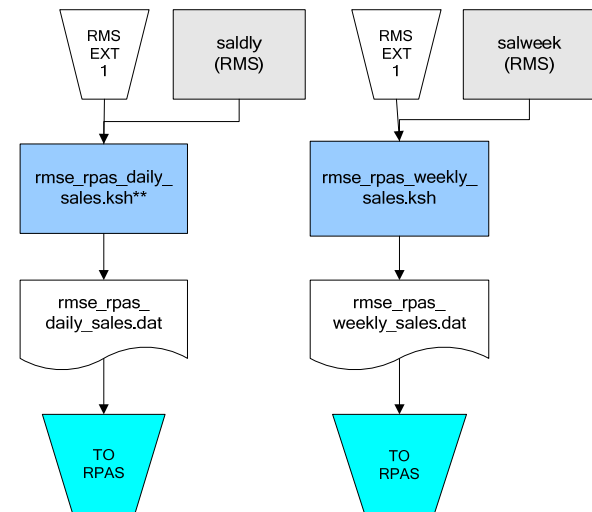 RMS
EXT
1
saldly
(RMS)
RMS
EXT
1
salweek
(RMS)
rmse_rpas_daily_
sales.ksh**
rmse_rpas_weekly_
sales.ksh
rmse_rpas_
daily_sales.dat
rmse_rpas_
weekly_sales.dat
TO
RPAS
TO
RPAS